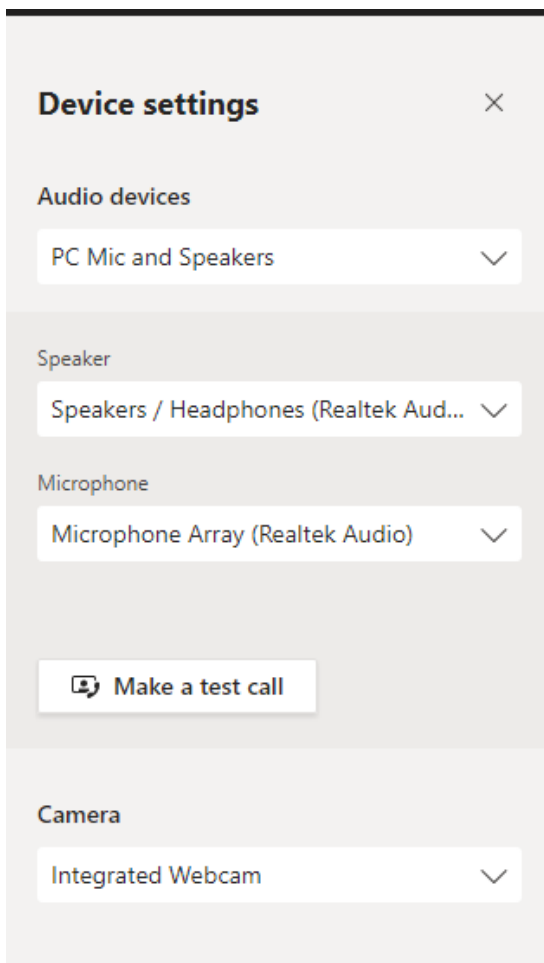 Device settings
Audio devices
PC Mic and Speakers
Speaker
Speakers / Headphones (Realtek Aud...
Microphone
Microphone Array (Realtek Audio)
Make a test call
Camera
Integrated Webcam